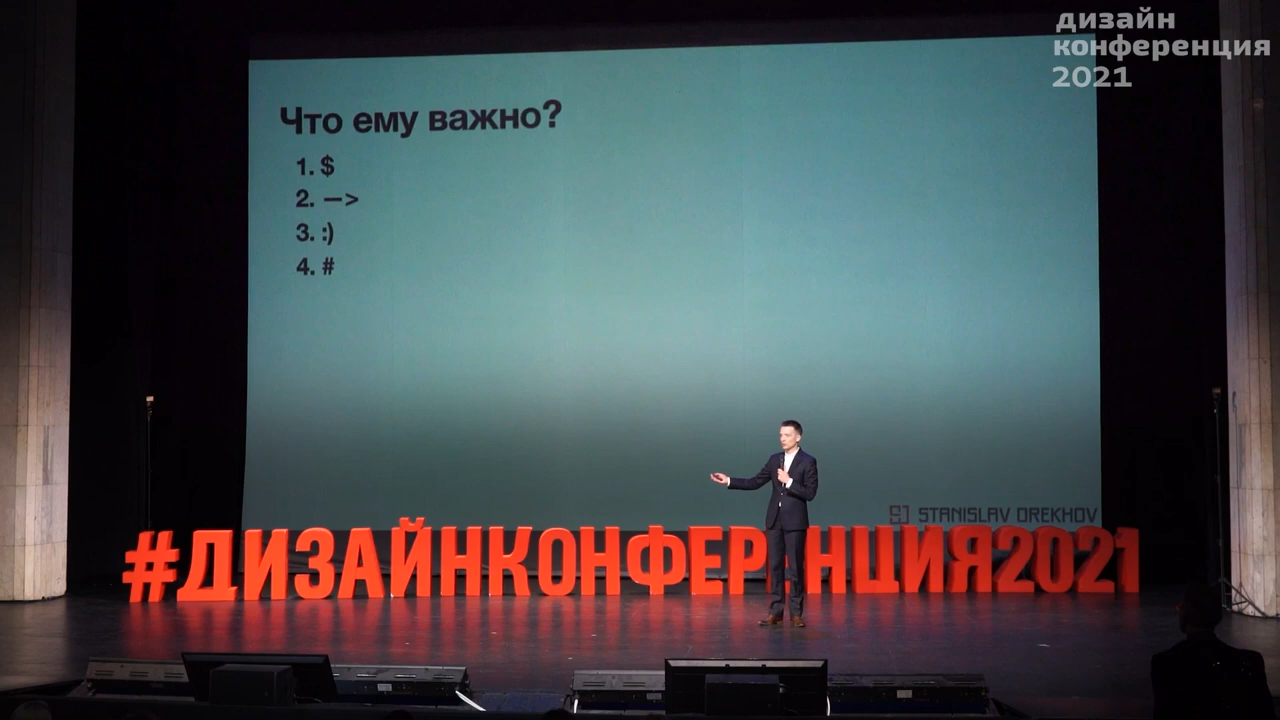 дизайн
конференция
2021
Что ему важно?
1. $
2. —>
3. :)
4. #
STANISLAV OREKHOV
#ДИЗАЙНКОНФЕРЕНЦИЯ2021